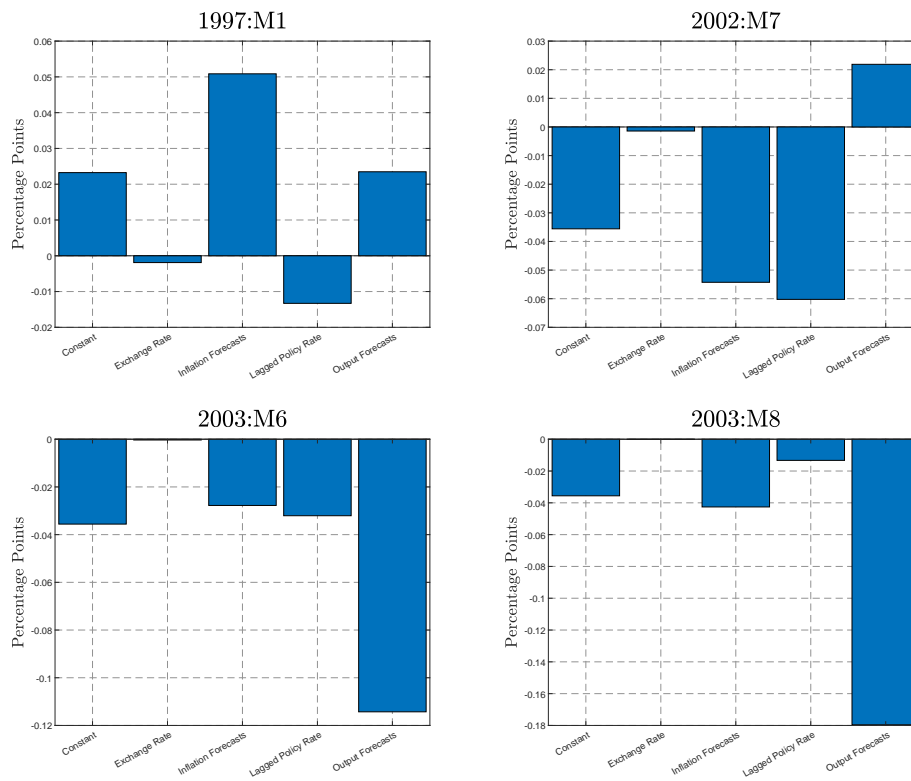 1997:M1
Percentage Points
0.06
0.05
0.04
0.03
0.02
0.01
0
-0.01
-0.02
Constant
Exchange Rate
Inflation Forecasts
Lagged Policy Rate
Output Forecasts
2002:M7
Percentage Points
0.03
0.02
0.01
0
-0.01
-0.02
-0.03
-0.04
-0.05
-0.06
-0.07
Constant
Exchange Rate
Inflation Forecasts
Lagged Policy Rate
Output Forecasts
2003:M6
Percentage Points
0
-0.02
-0.04
-0.06
-0.08
-0.1
-0.12
Constant
Exchange Rate
Inflation Forecasts
Lagged Policy Rate
Output Forecasts
2003:M8
Percentage Points
0
-0.02
-0.04
-0.06
-0.08
-0.1
-0.12
-0.14
-0.16
-0.18
Constant
Exchange Rate
Inflation Forecasts
Lagged Policy Rate
Output Forecasts